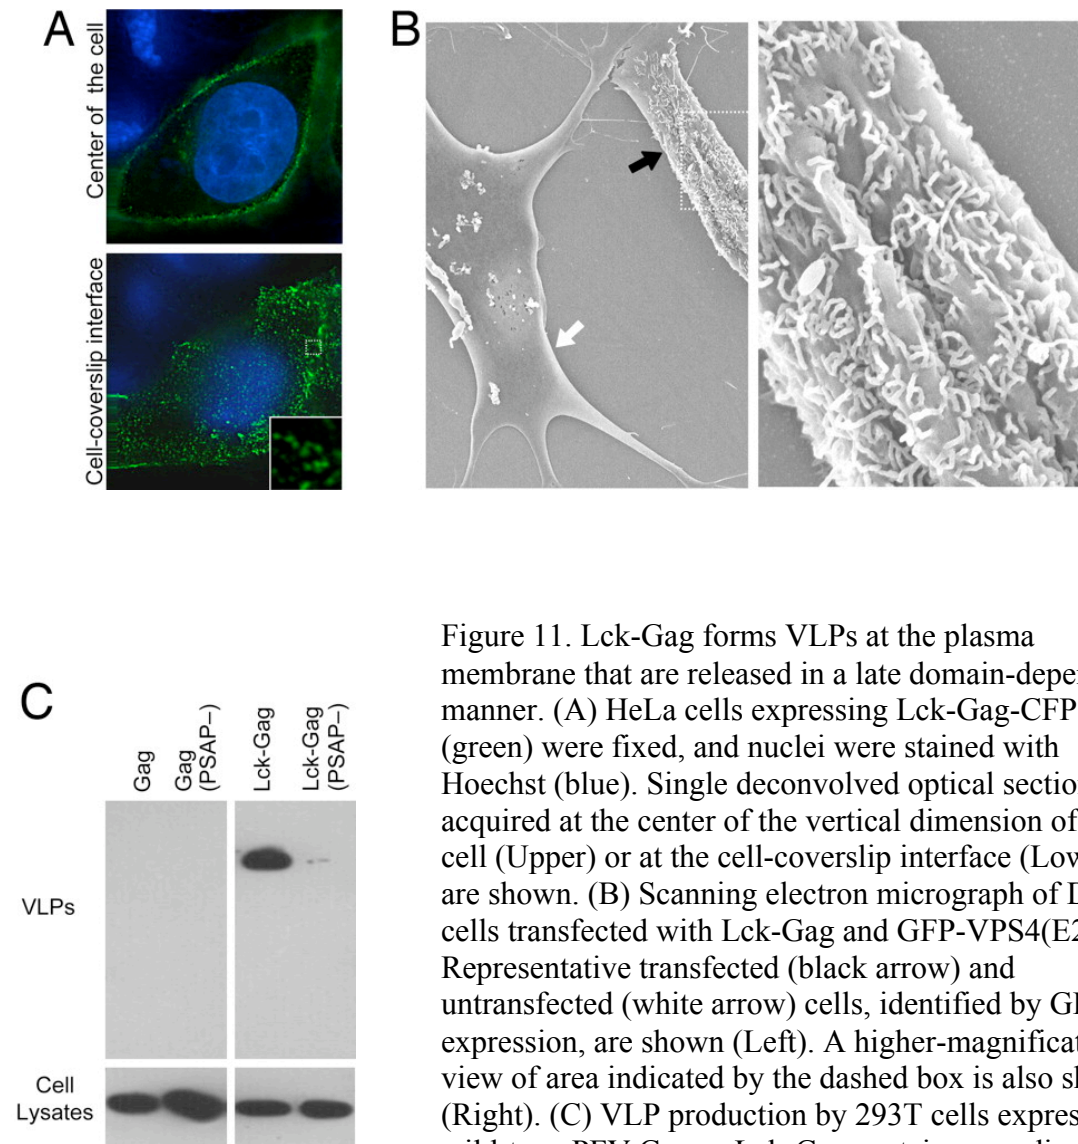 A
B
Center of the cell
Cell-coverslip interface
Figure 11. Lck-Gag forms VLPs at the plasma
membrane that are released in a late domain-depe
manner. (A) HeLa cells expressing Lck-Gag-CFP
(green) were fixed, and nuclei were stained with
Hoechst (blue). Single deconvolved optical sectio
acquired at the center of the vertical dimension of
cell (Upper) or at the cell-coverslip interface (Low
are shown. (B) Scanning electron micrograph of D
cells transfected with Lck-Gag and GFP-VPS4(E2
Representative transfected (black arrow) and
untransfected (white arrow) cells, identified by GF
expression, are shown (Left). A higher-magnificat
view of area indicated by the dashed box is also sh
(Right). (C) VLP production by 293T cells express
C
Gag
Gag
(PSAP–)
Lck-Gag
Lck-Gag
(PSAP–)
VLPs
Cell
Lysates